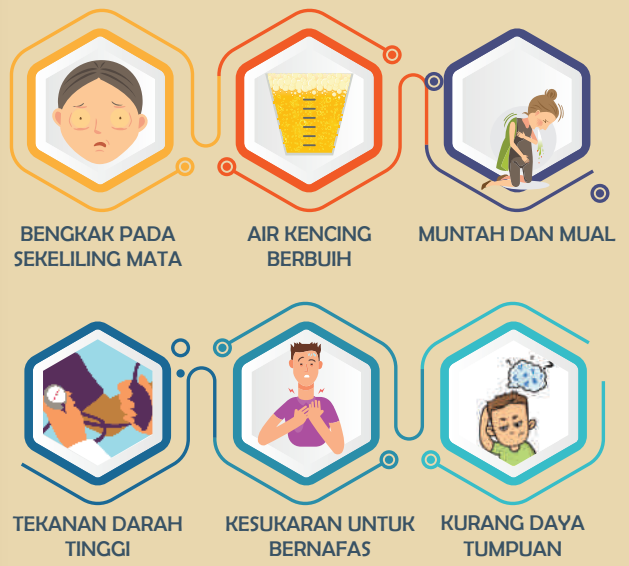 BENGKAK PADA
SEKELILING MATA
AIR KENCING
BERBUIH
MUNTAH DAN MUAL
TEKANAN DARAH
TINGGI
KESUKARAN UNTUK
BERNAFAS
KURANG DAYA
TUMPUAN